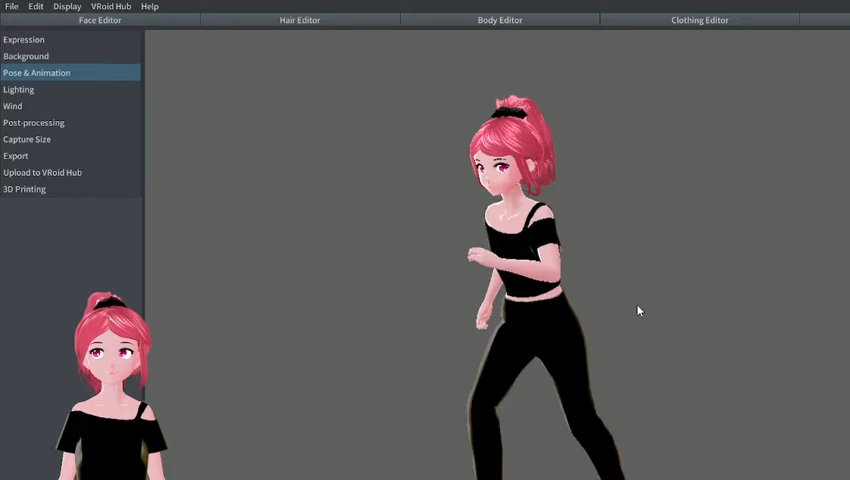 File Edit Display VRoid Hub Help
Face Editor Hair Editor Body Editor Clothing Editor
Expression
Background
Pose & Animation
Lighting
Wind
Post-processing
Capture Size
Export
Upload to VRoid Hub
3D Printing